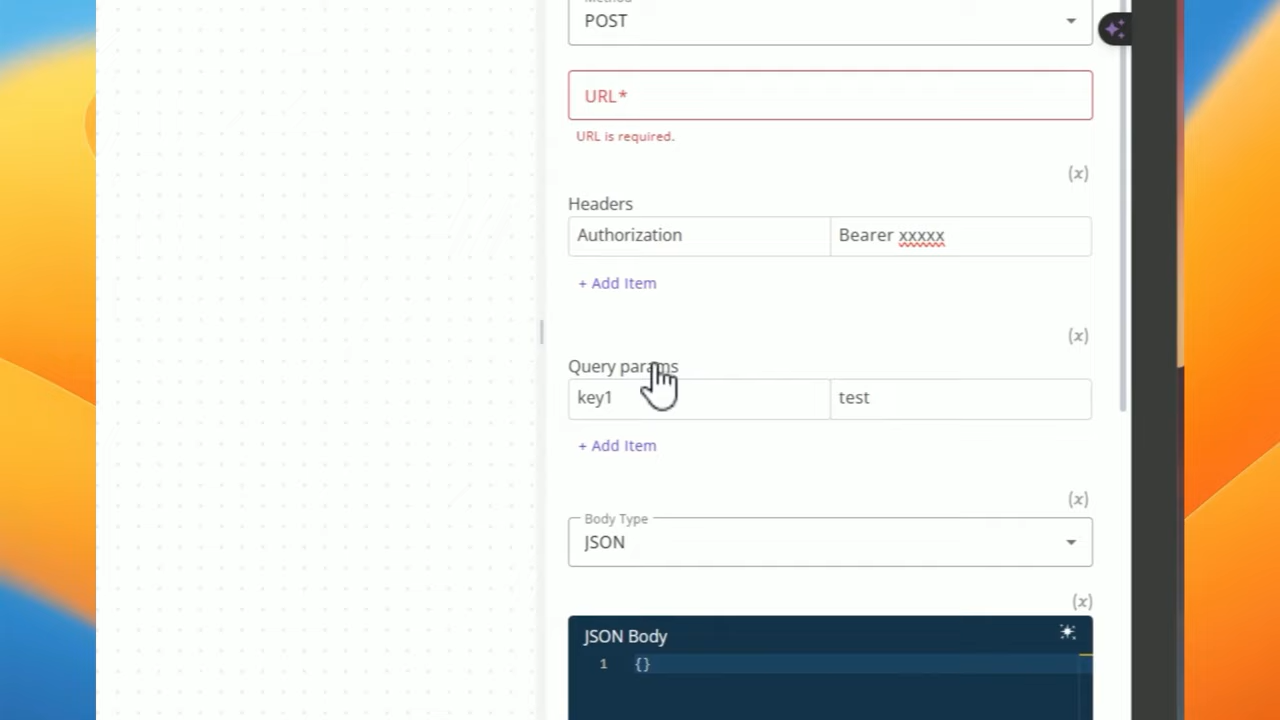 Method
POST
URL*
URL is required.
(x)
Headers
Authorization Bearer xxxxx
+ Add Item
(x)
Query params
key1 test
+ Add Item
(x)
Body Type
JSON
(x)
JSON Body
1 {}